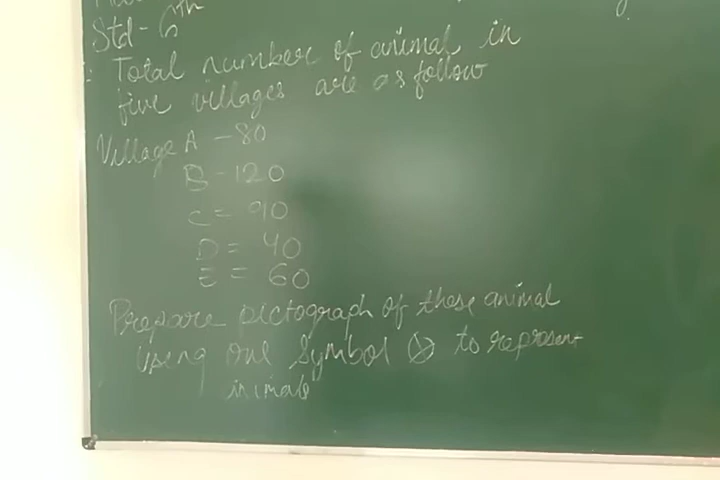 Std - 6th
Total number of animal in
five villages are as follow
Village A - 80
B - 120
C = 90
D = 40
E = 60
Prepare pictograph of these animal
Using one Symbol ⊗ to represent
animals